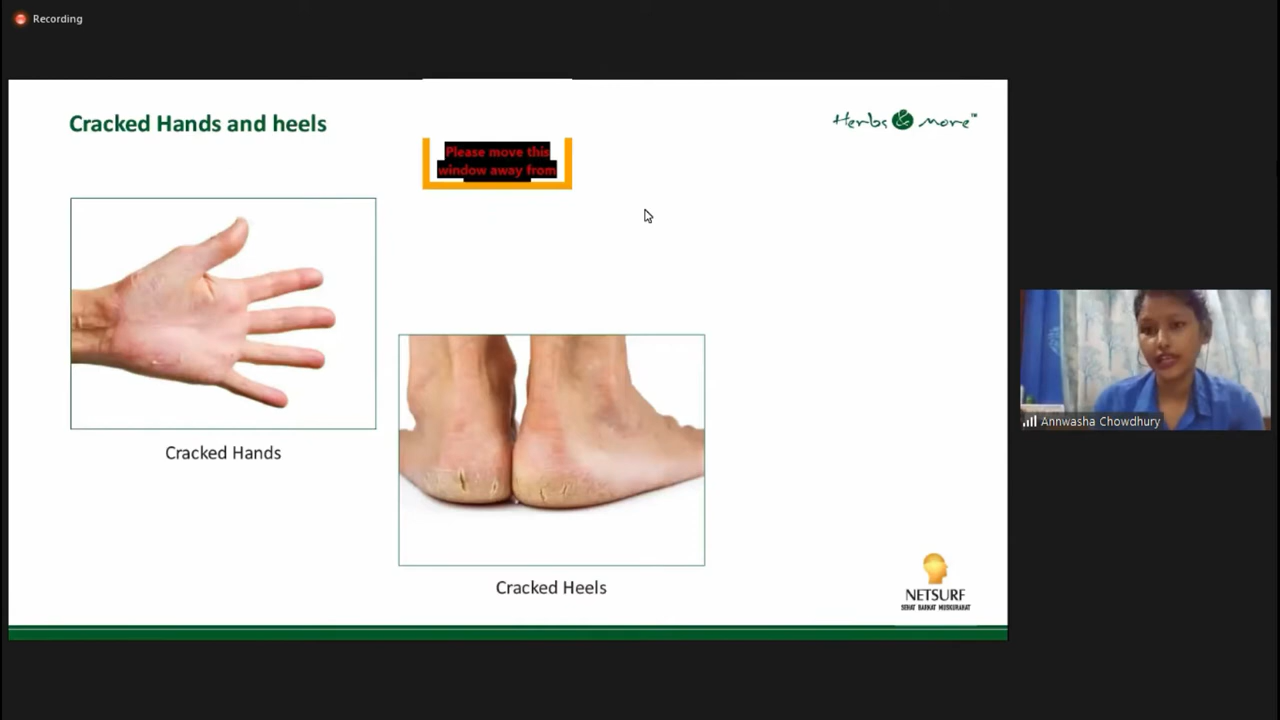 Recording
Cracked Hands and heels
Herbs & More™
Please move this
window away from
Cracked Hands
Cracked Heels
Annwasha Chowdhury
NETSURF
SEHAT BARKAT MUSKURAHAT